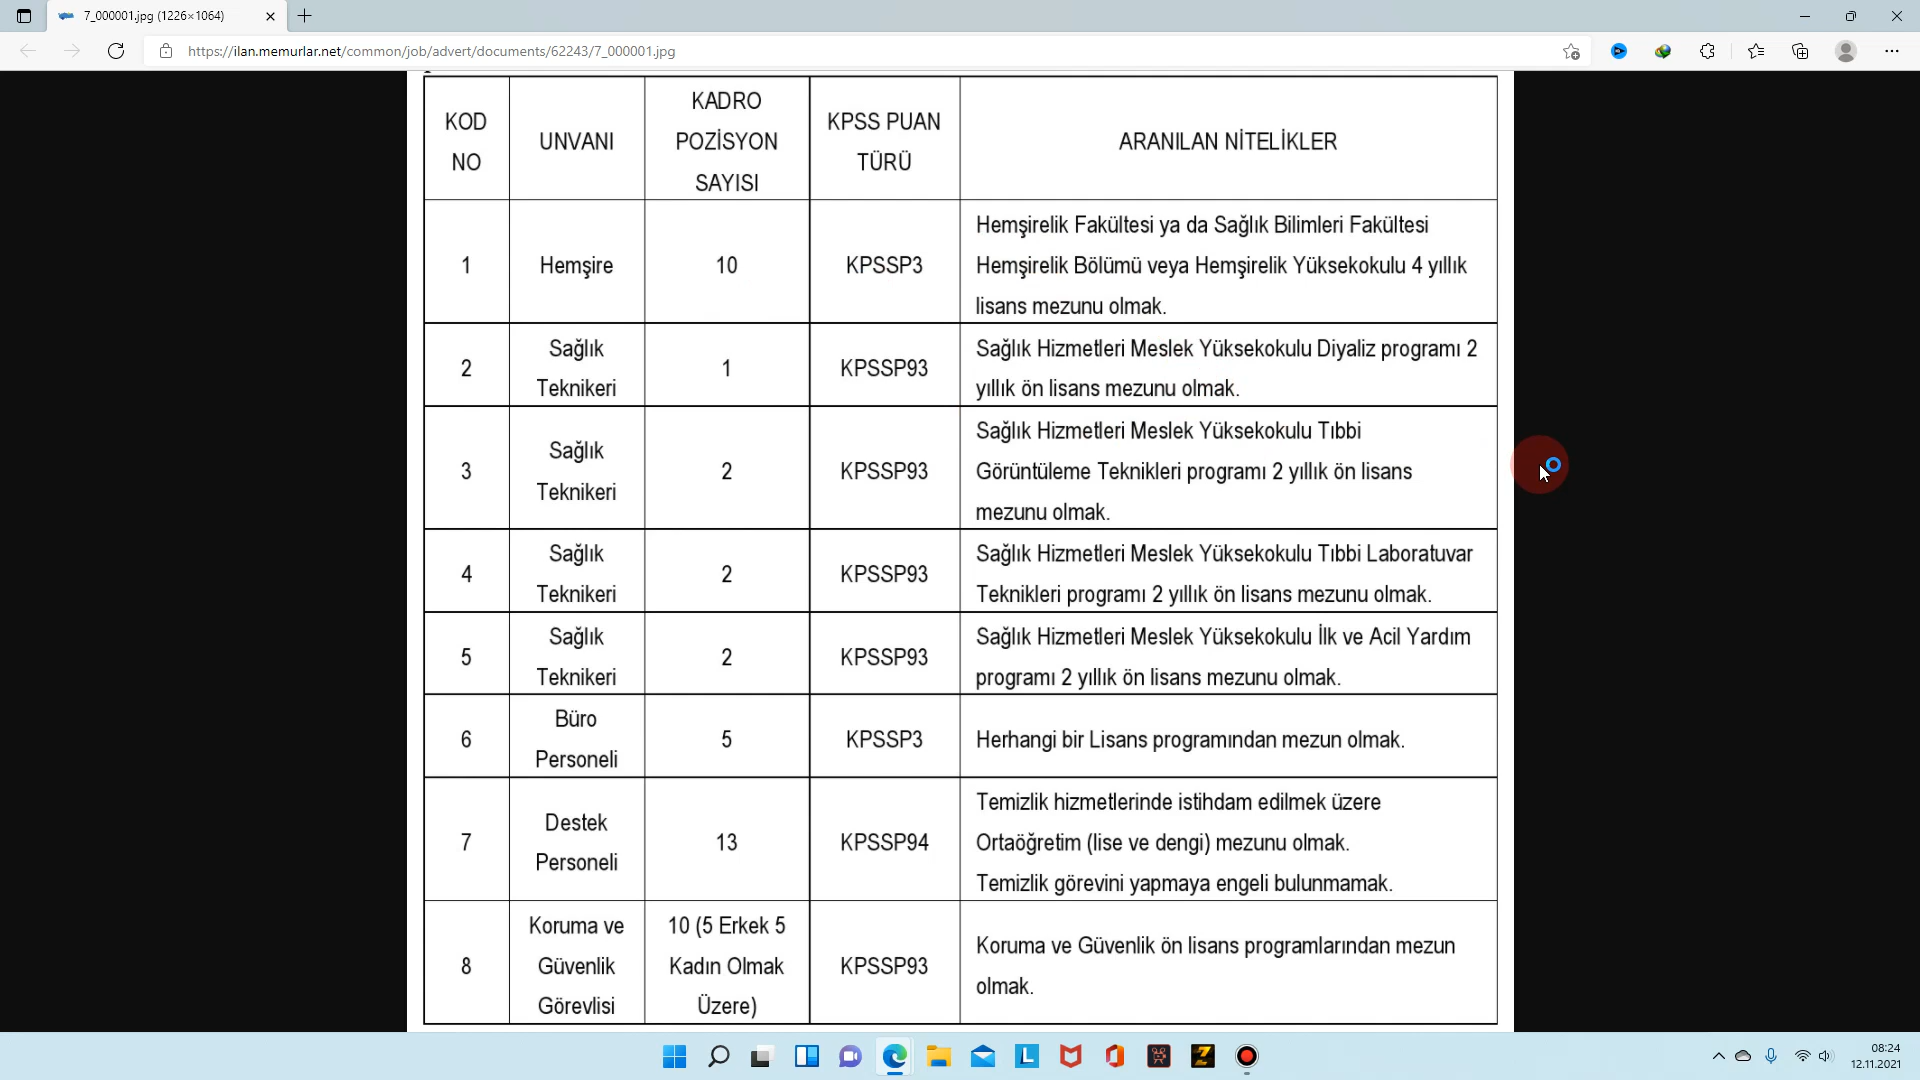 7_000001.jpg (1226×1064)
https://ilan.memurlar.net/common/job/advert/documents/62243/7_000001.jpg
KOD
NO
UNVANI
KADRO
POZİSYON
SAYISI
KPSS PUAN
TÜRÜ
ARANILAN NİTELİKLER
1
Hemşire
10
KPSSP3
Hemşirelik Fakültesi ya da Sağlık Bilimleri Fakültesi
Hemşirelik Bölümü veya Hemşirelik Yüksekokulu 4 yıllık
lisans mezunu olmak.
2
Sağlık
Teknikeri
1
KPSSP93
Sağlık Hizmetleri Meslek Yüksekokulu Diyaliz programı 2
yıllık ön lisans mezunu olmak.
3
Sağlık
Teknikeri
2
KPSSP93
Sağlık Hizmetleri Meslek Yüksekokulu Tıbbi
Görüntüleme Teknikleri programı 2 yıllık ön lisans
mezunu olmak.
4
Sağlık
Teknikeri
2
KPSSP93
Sağlık Hizmetleri Meslek Yüksekokulu Tıbbi Laboratuvar
Teknikleri programı 2 yıllık ön lisans mezunu olmak.
5
Sağlık
Teknikeri
2
KPSSP93
Sağlık Hizmetleri Meslek Yüksekokulu İlk ve Acil Yardım
programı 2 yıllık ön lisans mezunu olmak.
6
Büro
Personeli
5
KPSSP3
Herhangi bir Lisans programından mezun olmak.
7
Destek
Personeli
13
KPSSP94
Temizlik hizmetlerinde istihdam edilmek üzere
Ortaöğretim (lise ve dengi) mezunu olmak.
Temizlik görevini yapmaya engeli bulunmamak.
8
Koruma ve
Güvenlik
Görevlisi
10 (5 Erkek 5
Kadın Olmak
Üzere)
KPSSP93
Koruma ve Güvenlik ön lisans programlarından mezun
olmak.
L
Z
08:24
12.11.2021